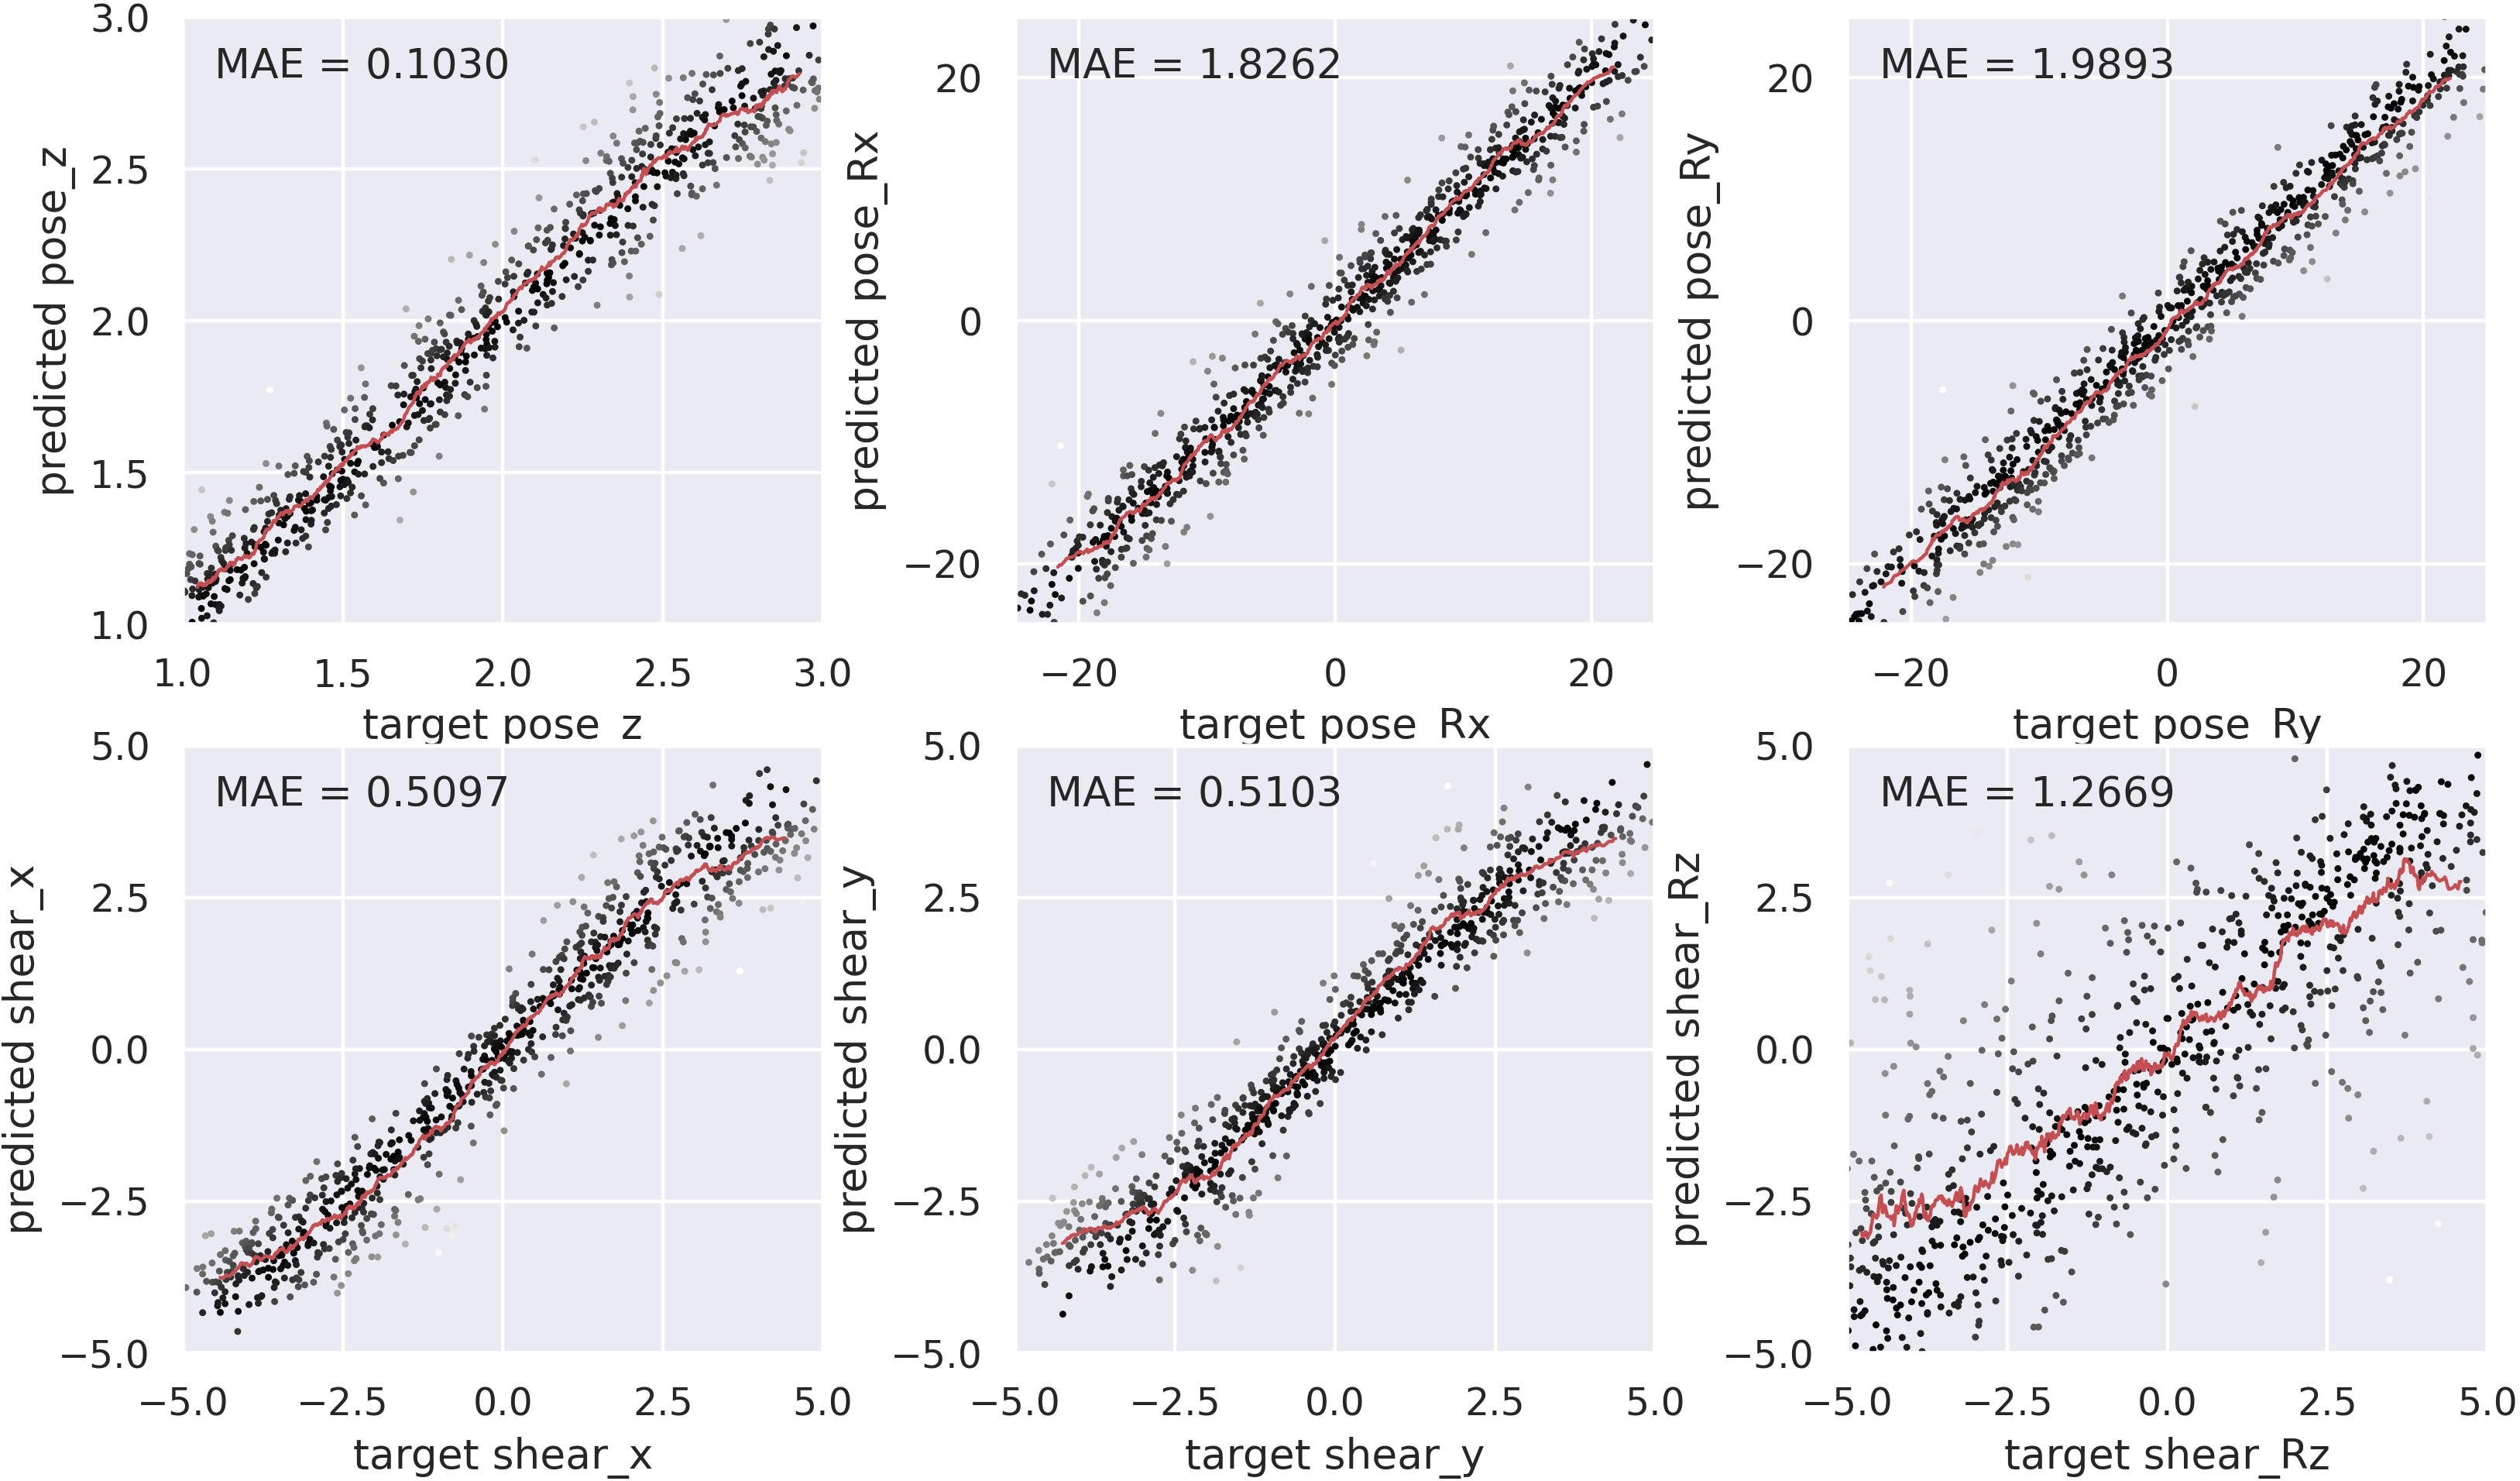 MAE = 0.1030
predicted pose_z
3.0
2.5
2.0
1.5
1.0
1.0 1.5 2.0 2.5 3.0
target pose_z
MAE = 1.8262
predicted pose_Rx
20
0
−20
−20 0 20
target pose_Rx
MAE = 1.9893
predicted pose_Ry
20
0
−20
−20 0 20
target pose_Ry
MAE = 0.5097
predicted shear_x
5.0
2.5
0.0
−2.5
−5.0
−5.0 −2.5 0.0 2.5 5.0
target shear_x
MAE = 0.5103
predicted shear_y
5.0
2.5
0.0
−2.5
−5.0
−5.0 −2.5 0.0 2.5 5.0
target shear_y
MAE = 1.2669
predicted shear_Rz
5.0
2.5
0.0
−2.5
−5.0
−5.0 −2.5 0.0 2.5 5.0
target shear_Rz